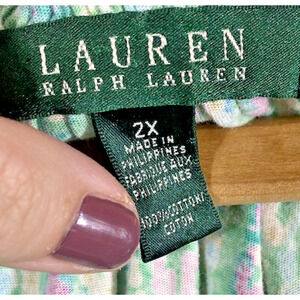 LAUREN
RALPH LAUREN
2X
MADE IN
PHILIPPINES
FABRIQUE AUX
PHILIPPINES
100% COTTON/
COTON